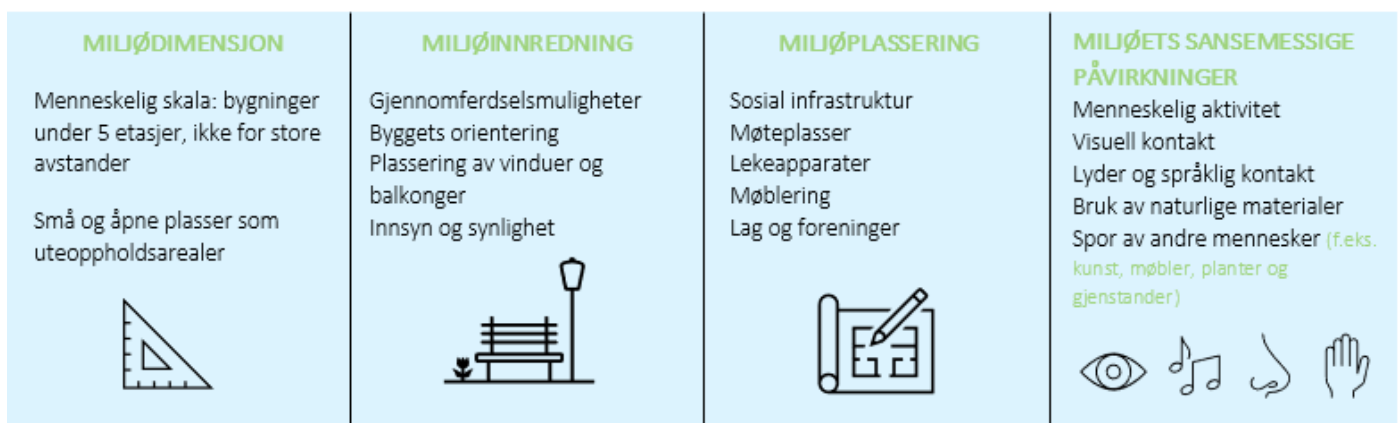 MILJØDIMENSJON
Menneskelig skala: bygninger
under 5 etasjer, ikke for store
avstander
Små og åpne plasser som
uteoppholdsarealer
MILJØINNREDNING
Gjennomferdselsmuligheter
Byggets orientering
Plassering av vinduer og
balkonger
Innsyn og synlighet
MILJØPLASSERING
Sosial infrastruktur
Møteplasser
Lekeapparater
Møblering
Lag og foreninger
MILJØETS SANSEMESSIGE
PÅVIRKNINGER
Menneskelig aktivitet
Visuell kontakt
Lyder og språklig kontakt
Bruk av naturlige materialer
Spor av andre mennesker (f.eks.
kunst, møbler, planter og
gjenstander)